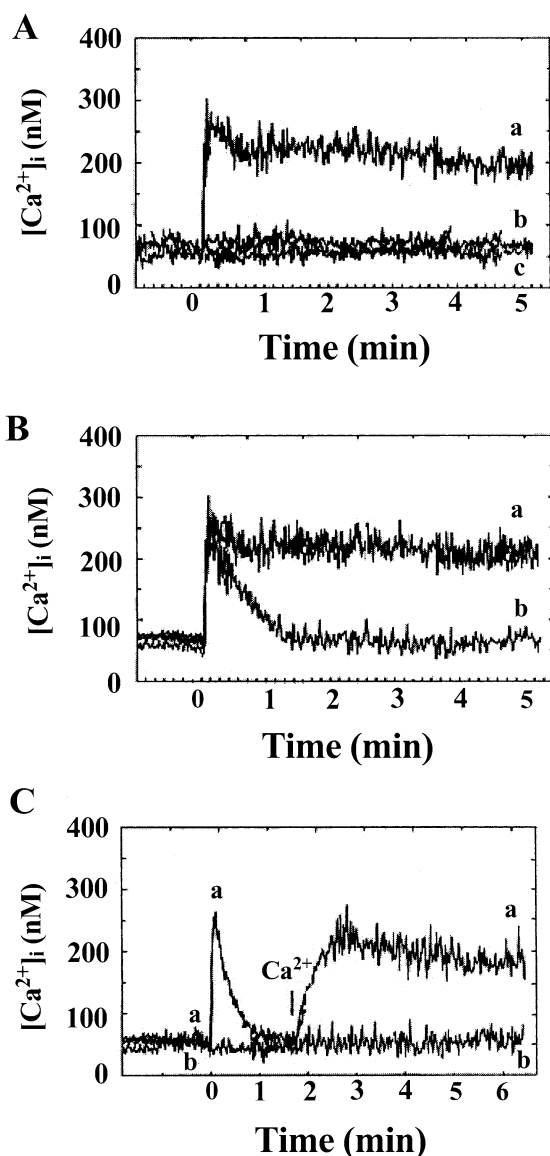 A
400
300
200
100
0
[Ca²⁺]ᵢ (nM)
a
b
c
0 1 2 3 4 5
Time (min)
B
400
300
200
100
0
[Ca²⁺]ᵢ (nM)
a
b
0 1 2 3 4 5
Time (min)
C
400
300
200
100
0
[Ca²⁺]ᵢ (nM)
a
a
Ca²⁺
a
b
b
0 1 2 3 4 5 6
Time (min)